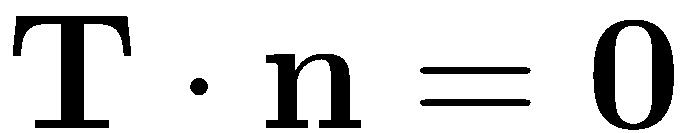 T · n = 0